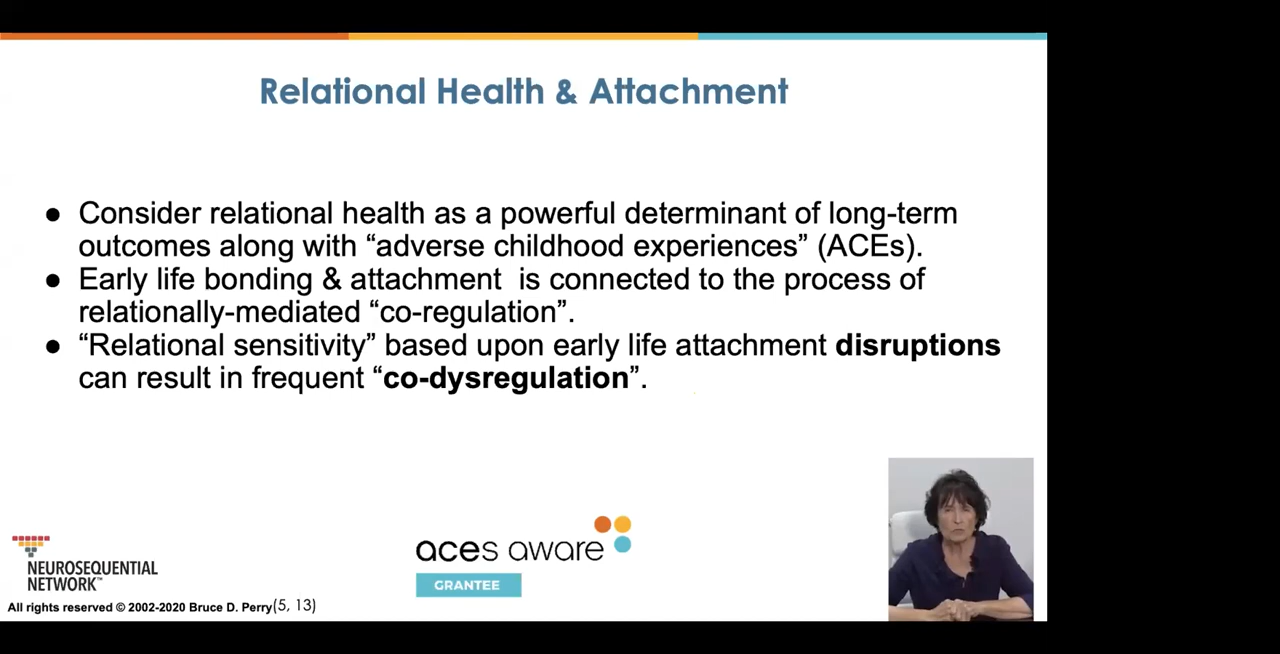 Relational Health & Attachment
● Consider relational health as a powerful determinant of long-term
outcomes along with “adverse childhood experiences” (ACEs).
● Early life bonding & attachment  is connected to the process of
relationally-mediated “co-regulation”.
● “Relational sensitivity” based upon early life attachment disruptions
can result in frequent “co-dysregulation”.
NEUROSEQUENTIAL
NETWORK™
aces aware
GRANTEE
All rights reserved © 2002-2020 Bruce D. Perry(5, 13)